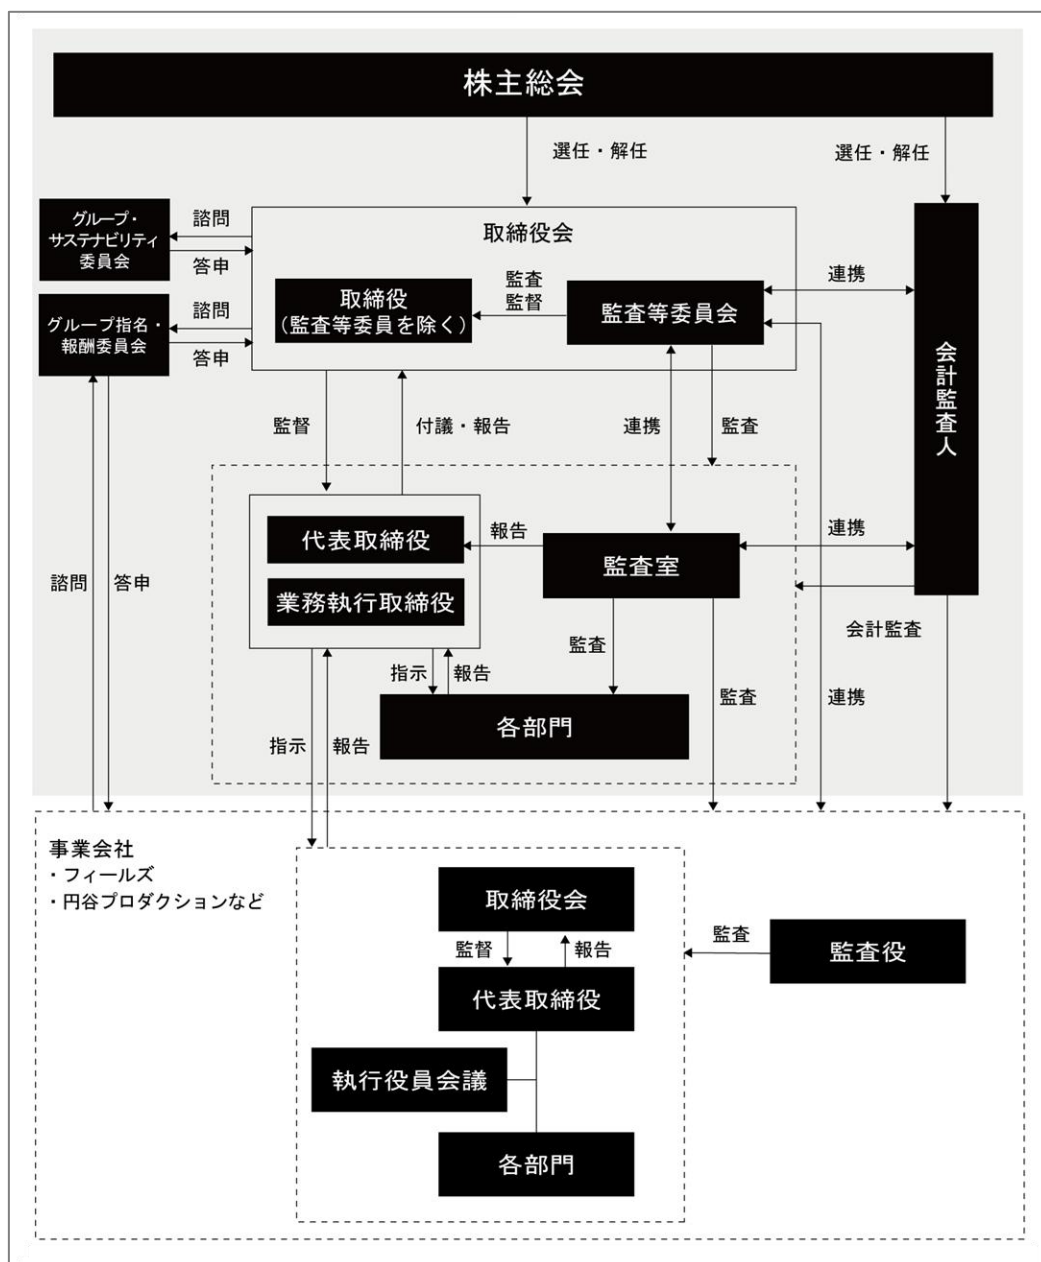 株主総会
選任・解任
選任・解任
グループ・
サステナビリティ
委員会
諮問
答申
取締役会
取締役
（監査等委員を除く）
監査
監督
監査等委員会
連携
会計監査人
グループ指名・
報酬委員会
諮問
答申
監督
付議・報告
連携
監査
代表取締役
業務執行取締役
報告
監査室
連携
諮問
答申
会計監査
指示
報告
監査
各部門
監査
連携
指示
報告
事業会社
・フィールズ
・円谷プロダクションなど
取締役会
監督
報告
代表取締役
監査
監査役
執行役員会議
各部門